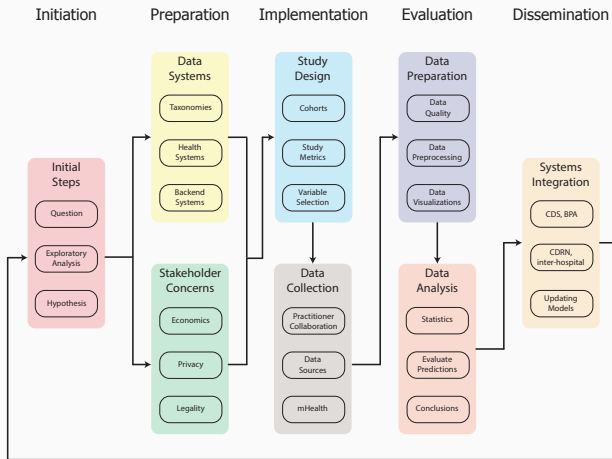 Initiation
Preparation
Implementation
Evaluation
Dissemination
Initial
Steps
Question
Exploratory
Analysis
Hypothesis
Data
Systems
Taxonomies
Health
Systems
Backend
Systems
Stakeholder
Concerns
Economics
Privacy
Legality
Study
Design
Cohorts
Study
Metrics
Variable
Selection
Data
Collection
Practitioner
Collaboration
Data
Sources
mHealth
Data
Preparation
Data
Quality
Data
Preprocessing
Data
Visualizations
Data
Analysis
Statistics
Evaluate
Predictions
Conclusions
Systems
Integration
CDS, BPA
CDRN,
inter-hospital
Updating
Models